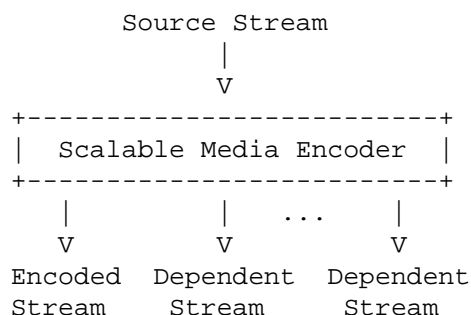 Source Stream
|
V
+--------------------------+
| Scalable Media Encoder |
+--------------------------+
| | ... |
V V V
Encoded Dependent Dependent
Stream Stream Stream